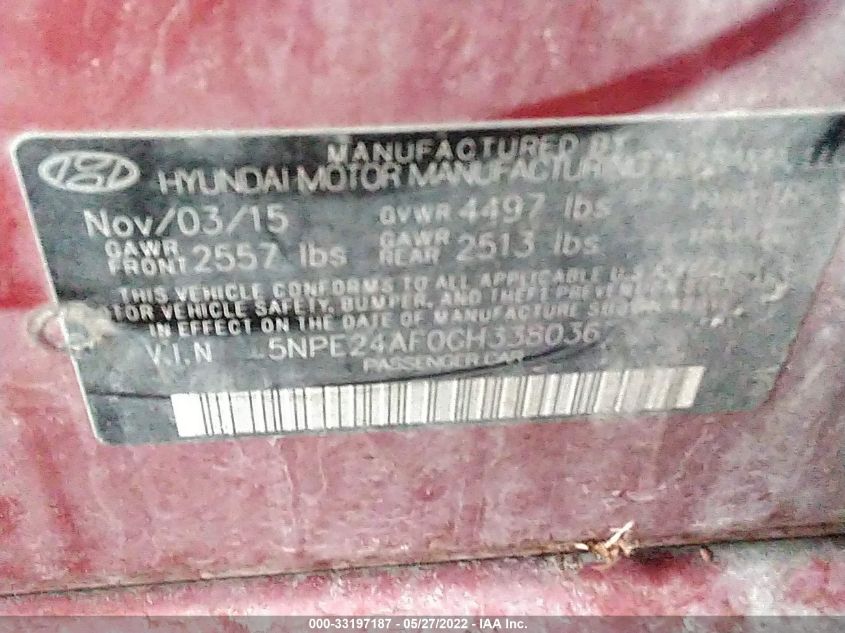 MANUFACTURED BY
HYUNDAI MOTOR MANUFACTURING
Nov/03/15 GVWR 4497 lbs
GAWR FRONT 2557 lbs GAWR REAR 2513 lbs
THIS VEHICLE CONFORMS TO ALL APPLICABLE U.S.
MOTOR VEHICLE SAFETY, BUMPER, AND THEFT PREVENTION
IN EFFECT ON THE DATE OF MANUFACTURE SHOWN ABOVE
V.I.N 5NPE24AF0GH338036
PASSENGER CAR
000-33197187 - 05/27/2022 - IAA Inc.